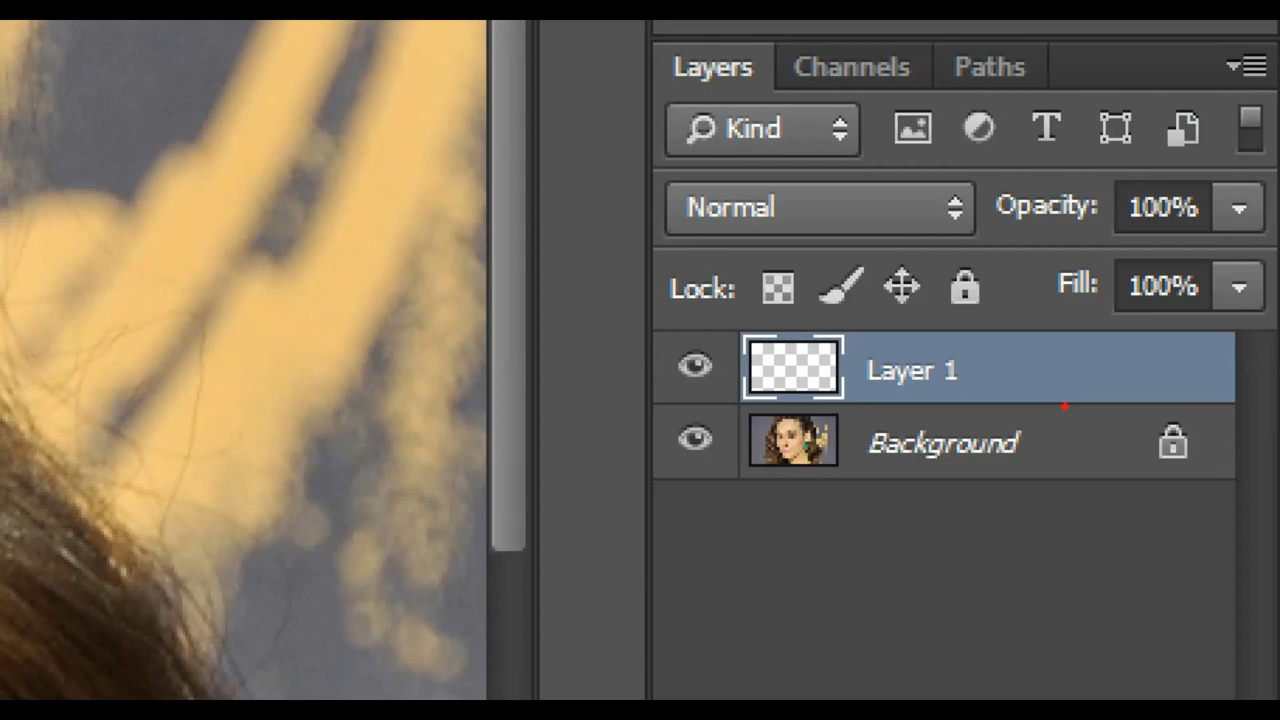 Layers Channels Paths
Kind T
Normal Opacity: 100%
Lock: Fill: 100%
Layer 1
Background